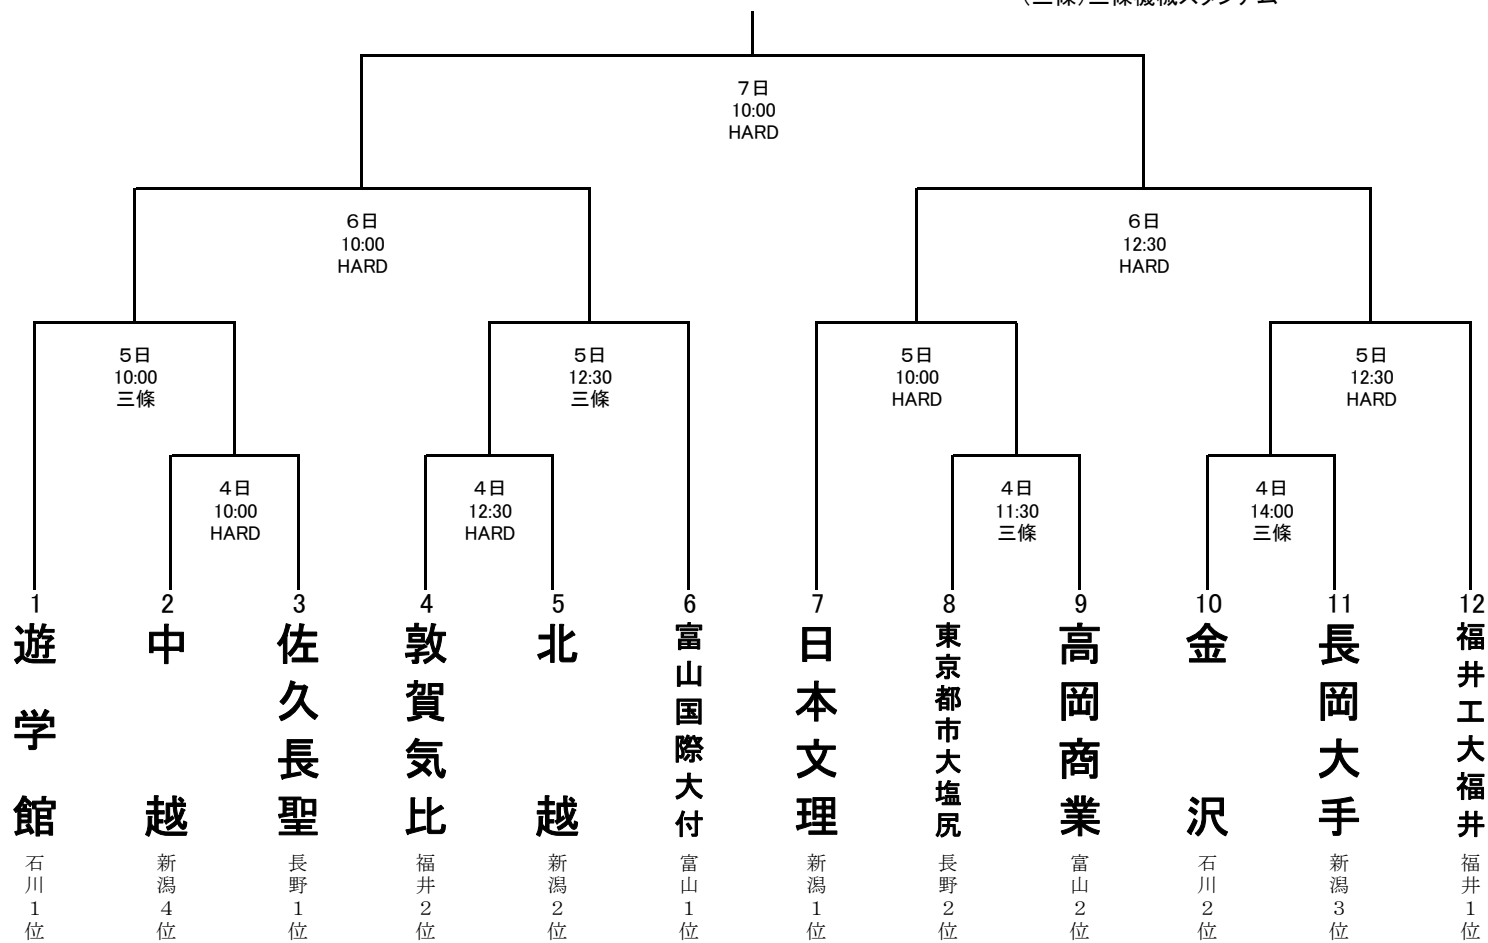 (三條)三條機械スタジアム
７日
10:00
HARD
６日
10:00
HARD
６日
12:30
HARD
５日
10:00
三條
５日
12:30
三條
５日
10:00
HARD
５日
12:30
HARD
４日
10:00
HARD
４日
12:30
HARD
４日
11:30
三條
４日
14:00
三條
1
遊学館
石川１位
2
中越
新潟４位
3
佐久長聖
長野１位
4
敦賀気比
福井２位
5
北越
新潟２位
6
富山国際大付
富山１位
7
日本文理
新潟１位
8
東京都市大塩尻
長野２位
9
高岡商業
富山２位
10
金沢
石川２位
11
長岡大手
新潟３位
12
福井工大福井
福井１位